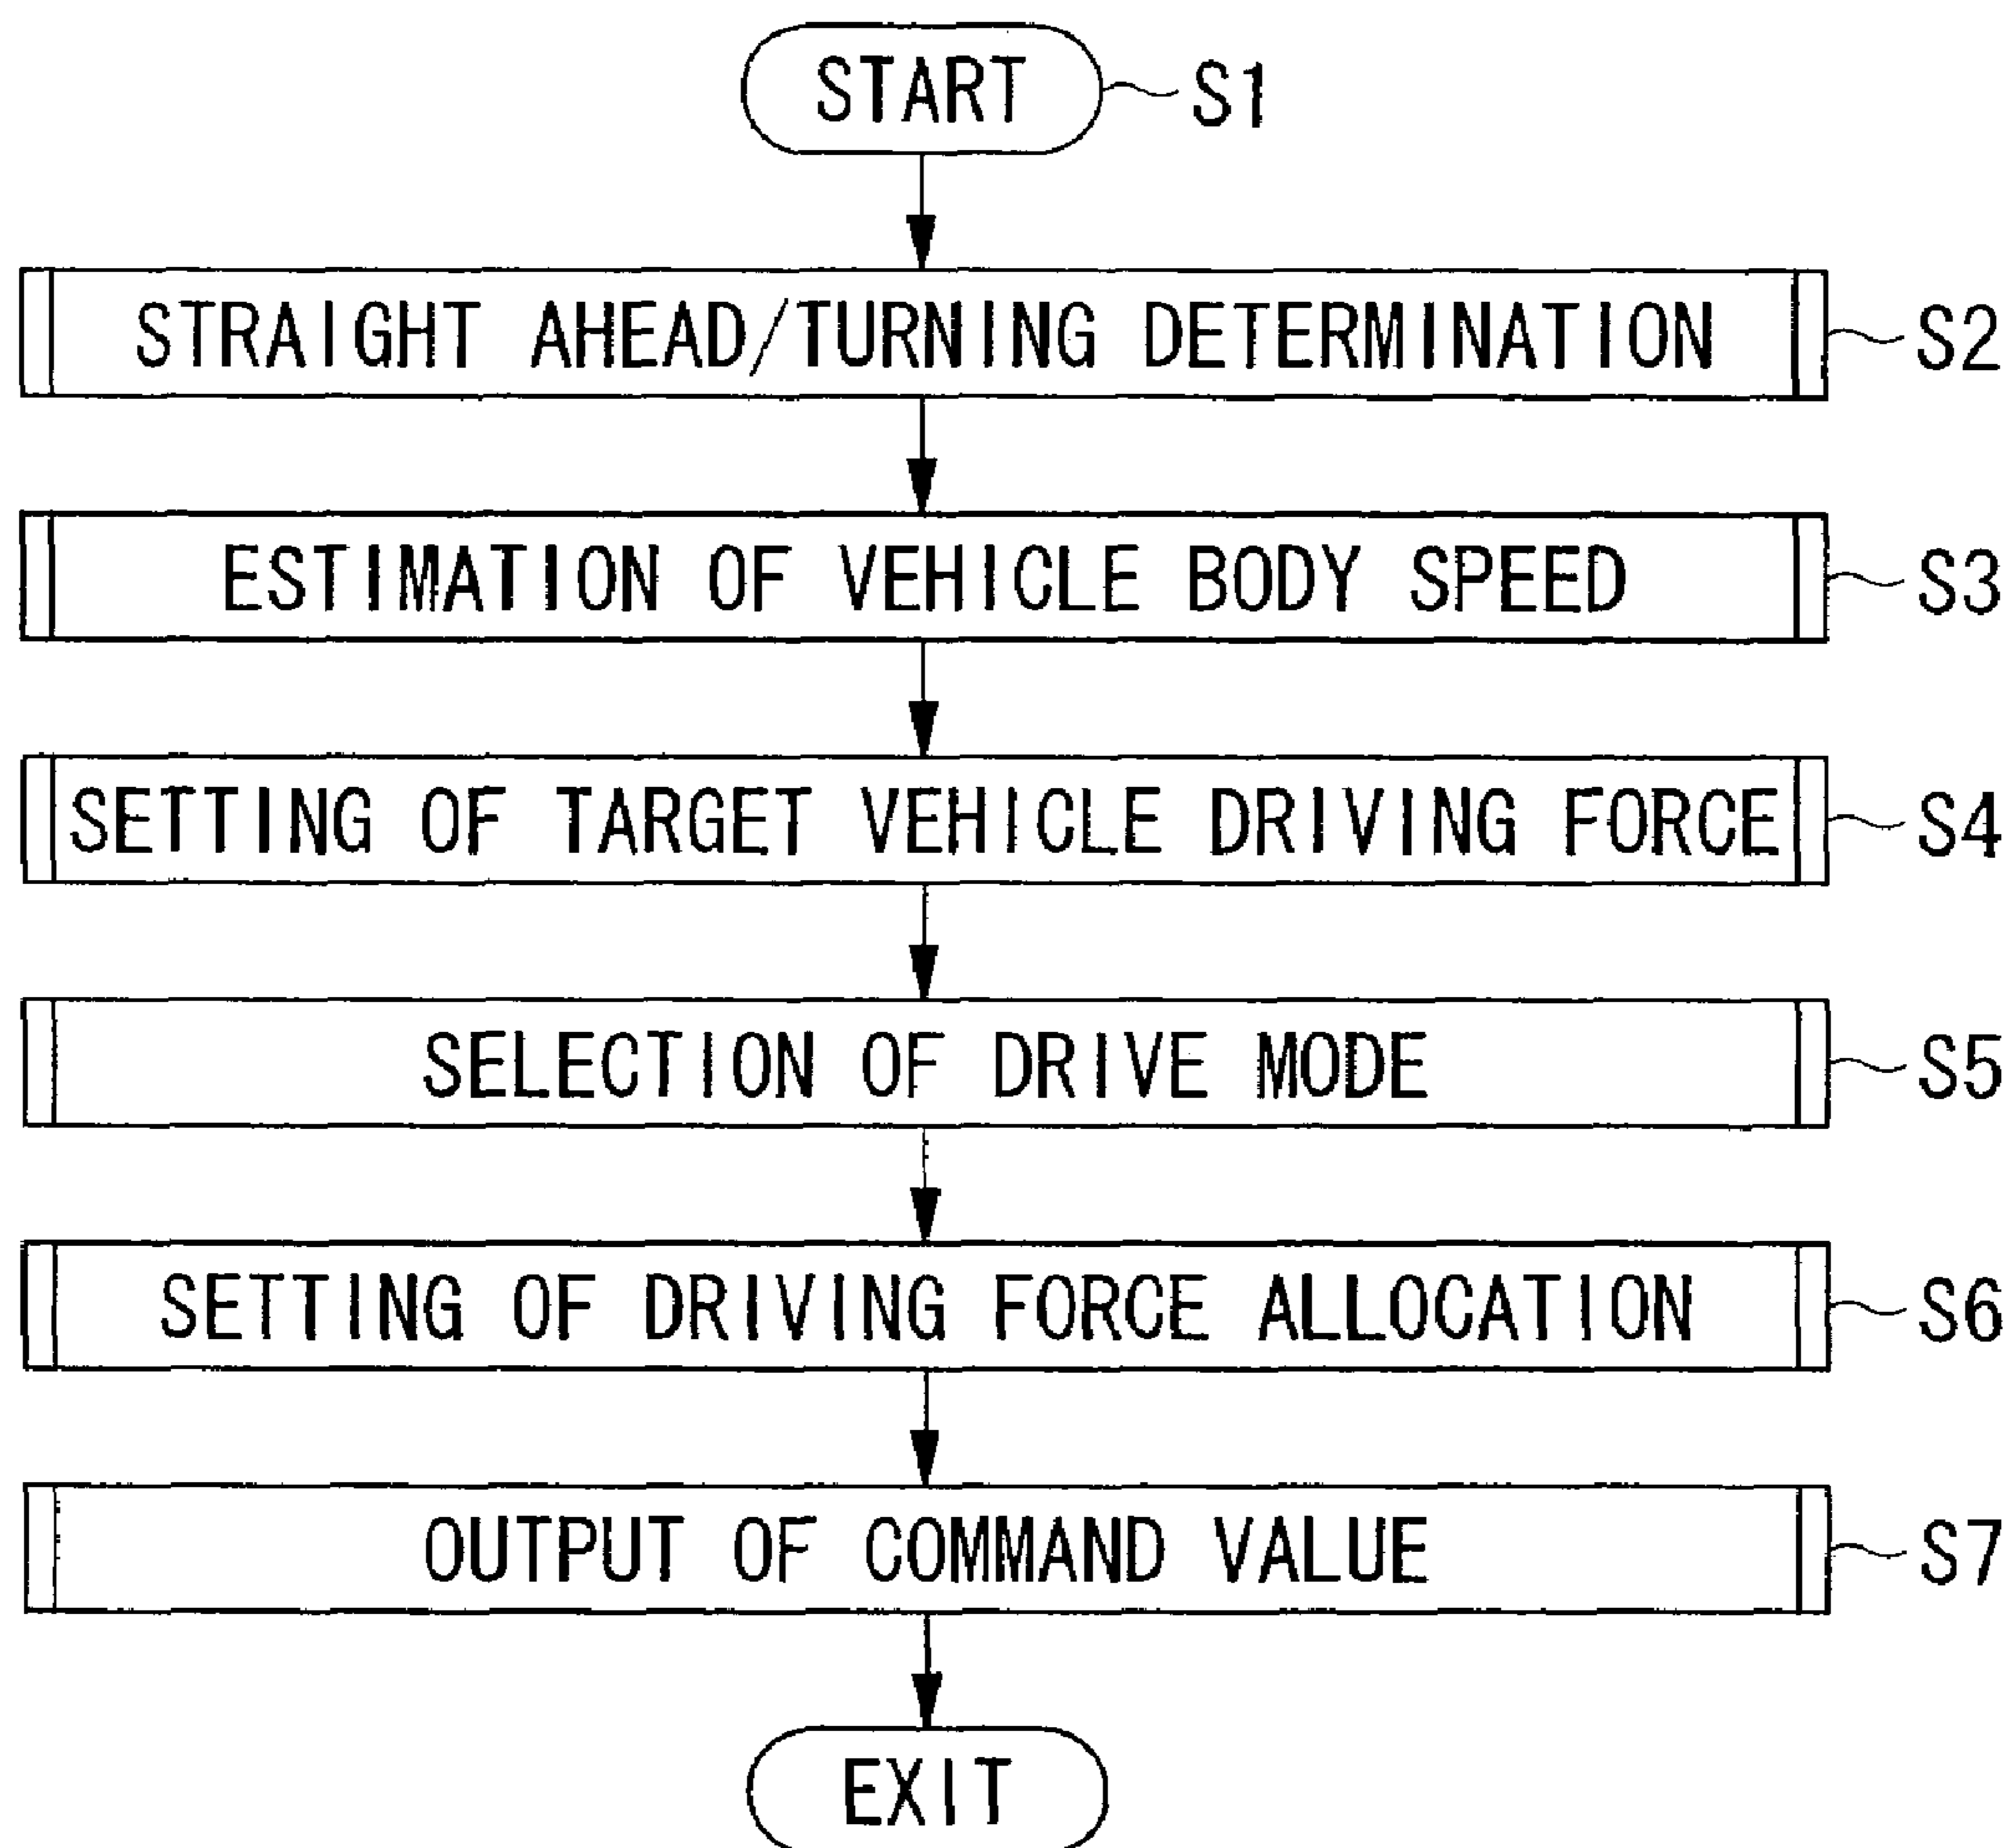 START S1
STRAIGHT AHEAD/TURNING DETERMINATION S2
ESTIMATION OF VEHICLE BODY SPEED S3
SETTING OF TARGET VEHICLE DRIVING FORCE S4
SELECTION OF DRIVE MODE S5
SETTING OF DRIVING FORCE ALLOCATION S6
OUTPUT OF COMMAND VALUE S7
EXIT